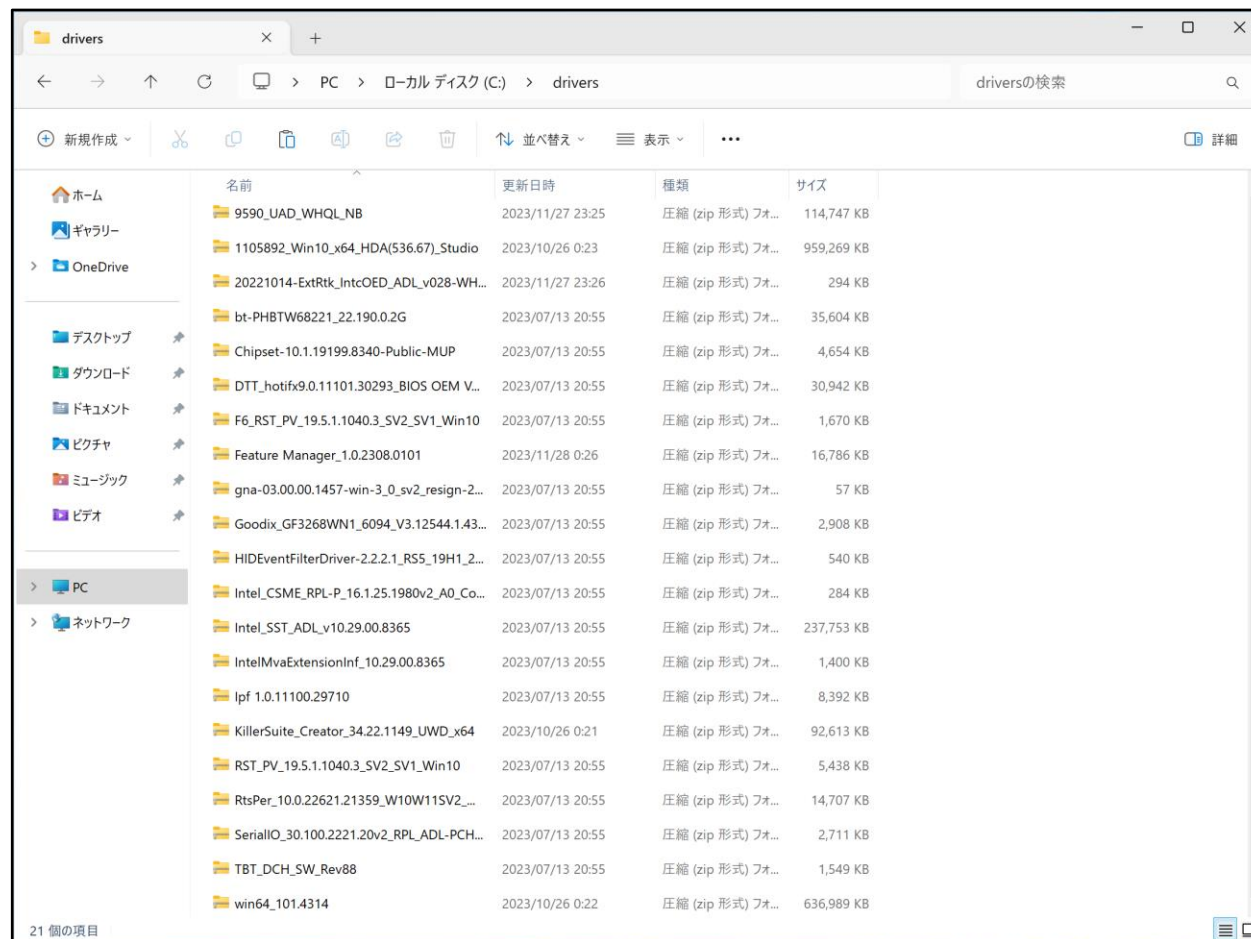 drivers
PC > ローカル ディスク (C:) > drivers
driversの検索
新規作成
並べ替え
表示
詳細
名前 更新日時 種類 サイズ
ホーム
ギャラリー
OneDrive
デスクトップ
ダウンロード
ドキュメント
ピクチャ
ミュージック
ビデオ
PC
ネットワーク
9590_UAD_WHQL_NB 2023/11/27 23:25 圧縮 (zip 形式) フォ... 114,747 KB
1105892_Win10_x64_HDA(536.67)_Studio 2023/10/26 0:23 圧縮 (zip 形式) フォ... 959,269 KB
20221014-ExtRtk_IntcOED_ADL_v028-WH... 2023/11/27 23:26 圧縮 (zip 形式) フォ... 294 KB
bt-PHBTW68221_22.190.0.2G 2023/07/13 20:55 圧縮 (zip 形式) フォ... 35,604 KB
Chipset-10.1.19199.8340-Public-MUP 2023/07/13 20:55 圧縮 (zip 形式) フォ... 4,654 KB
DTT_hotifx9.0.11101.30293_BIOS OEM V... 2023/07/13 20:55 圧縮 (zip 形式) フォ... 30,942 KB
F6_RST_PV_19.5.1.1040.3_SV2_SV1_Win10 2023/07/13 20:55 圧縮 (zip 形式) フォ... 1,670 KB
Feature Manager_1.0.2308.0101 2023/11/28 0:26 圧縮 (zip 形式) フォ... 16,786 KB
gna-03.00.00.1457-win-3_0_sv2_resign-2... 2023/07/13 20:55 圧縮 (zip 形式) フォ... 57 KB
Goodix_GF3268WN1_6094_V3.12544.1.43... 2023/07/13 20:55 圧縮 (zip 形式) フォ... 2,908 KB
HIDEventFilterDriver-2.2.2.1_RS5_19H1_2... 2023/07/13 20:55 圧縮 (zip 形式) フォ... 540 KB
Intel_CSME_RPL-P_16.1.25.1980v2_A0_Co... 2023/07/13 20:55 圧縮 (zip 形式) フォ... 284 KB
Intel_SST_ADL_v10.29.00.8365 2023/07/13 20:55 圧縮 (zip 形式) フォ... 237,753 KB
IntelMvaExtensionInf_10.29.00.8365 2023/07/13 20:55 圧縮 (zip 形式) フォ... 1,400 KB
Ipf 1.0.11100.29710 2023/07/13 20:55 圧縮 (zip 形式) フォ... 8,392 KB
KillerSuite_Creator_34.22.1149_UWD_x64 2023/10/26 0:21 圧縮 (zip 形式) フォ... 92,613 KB
RST_PV_19.5.1.1040.3_SV2_SV1_Win10 2023/07/13 20:55 圧縮 (zip 形式) フォ... 5,438 KB
RtsPer_10.0.22621.21359_W10W11SV2_... 2023/07/13 20:55 圧縮 (zip 形式) フォ... 14,707 KB
SerialIO_30.100.2221.20v2_RPL_ADL-PCH... 2023/07/13 20:55 圧縮 (zip 形式) フォ... 2,711 KB
TBT_DCH_SW_Rev88 2023/07/13 20:55 圧縮 (zip 形式) フォ... 1,549 KB
win64_101.4314 2023/10/26 0:22 圧縮 (zip 形式) フォ... 636,989 KB
21 個の項目